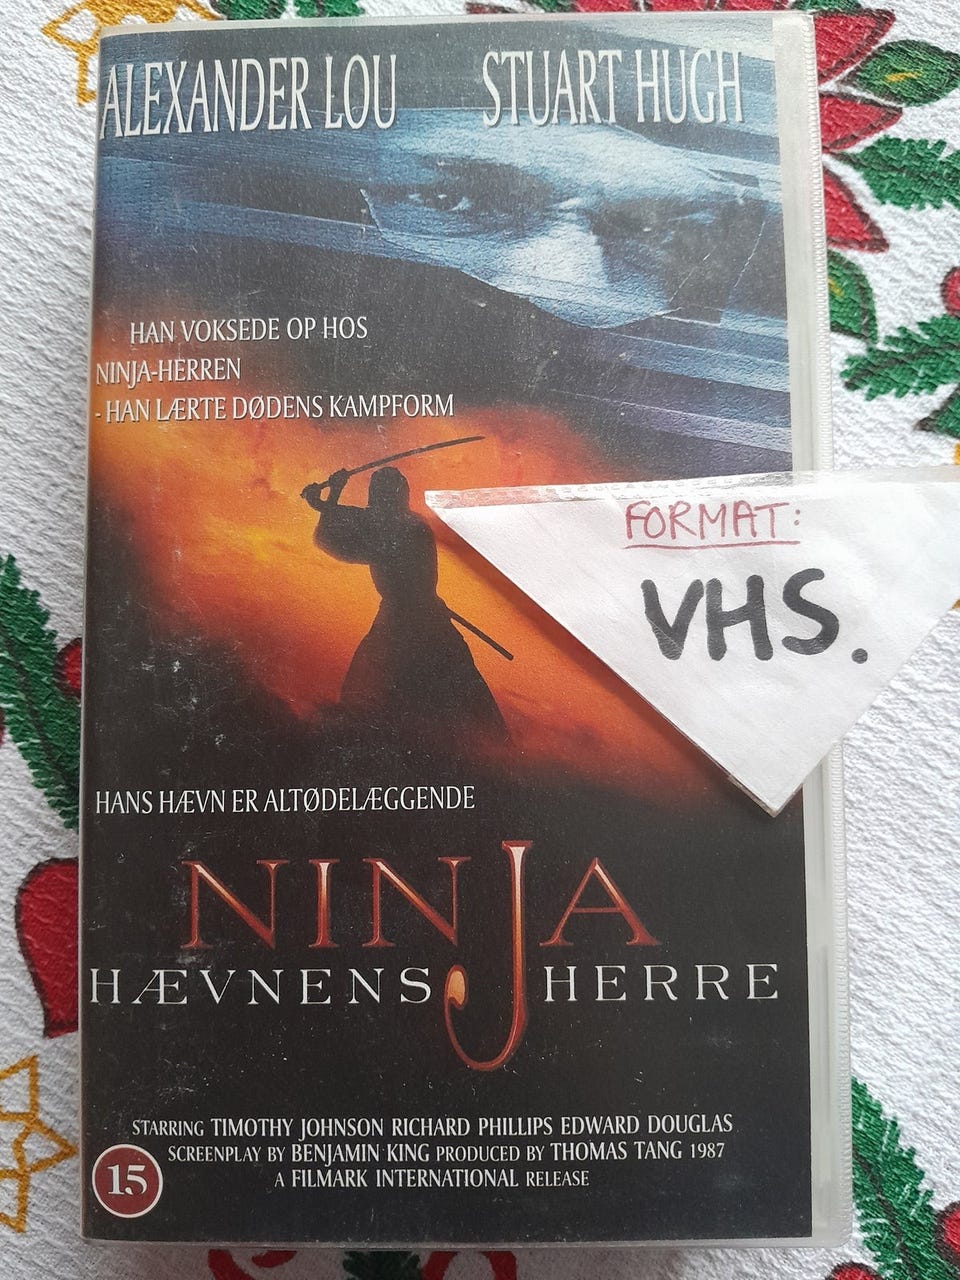 ALEXANDER LOU STUART HUGH
HAN VOKSEDE OP HOS
NINJA-HERREN
- HAN LÆRTE DØDENS KAMPFORM
FORMAT:
VHS.
HANS HÆVN ER ALTØDELÆGGENDE
NINJA
HÆVNENS HERRE
STARRING TIMOTHY JOHNSON RICHARD PHILLIPS EDWARD DOUGLAS
SCREENPLAY BY BENJAMIN KING PRODUCED BY THOMAS TANG 1987
A FILMARK INTERNATIONAL RELEASE
15